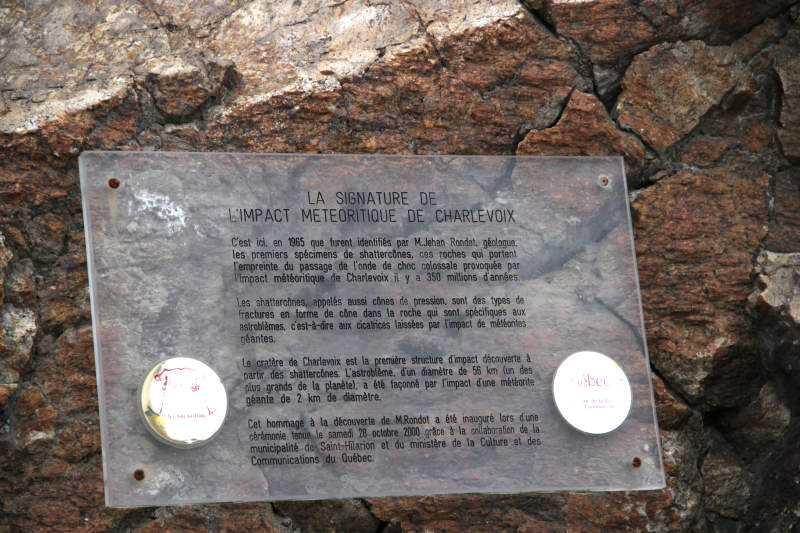 LA SIGNATURE DE
L'IMPACT METEORITIQUE DE CHARLEVOIX
C'est ici, en 1965 que furent identifiés par M.Jehan Rondot, géologue,
les premiers spécimens de shattercônes, ces roches qui portent
l'empreinte du passage de l'onde de choc colossale provoquée par
l'impact météoritique de Charlevoix il y a 350 millions d'années.
Les shattercônes, appelés aussi cônes de pression, sont des types de
fractures en forme de cône dans la roche qui sont spécifiques aux
astroblèmes, c'est-à-dire aux cicatrices laissées par l'impact de météorites
géantes.
Le cratère de Charlevoix est la première structure d'impact découverte à
partir des shattercônes. L'astroblème, d'un diamètre de 56 km (un des
plus grands de la planète), a été façonné par l'impact d'une météorite
géante de 2 km de diamètre.
Cet hommage à la découverte de M.Rondot a été inauguré lors d'une
cérémonie tenue le samedi 28 octobre 2000 grâce à la collaboration de la
municipalité de Saint-Hilarion et du ministère de la Culture et des
Communications du Québec.
Québec